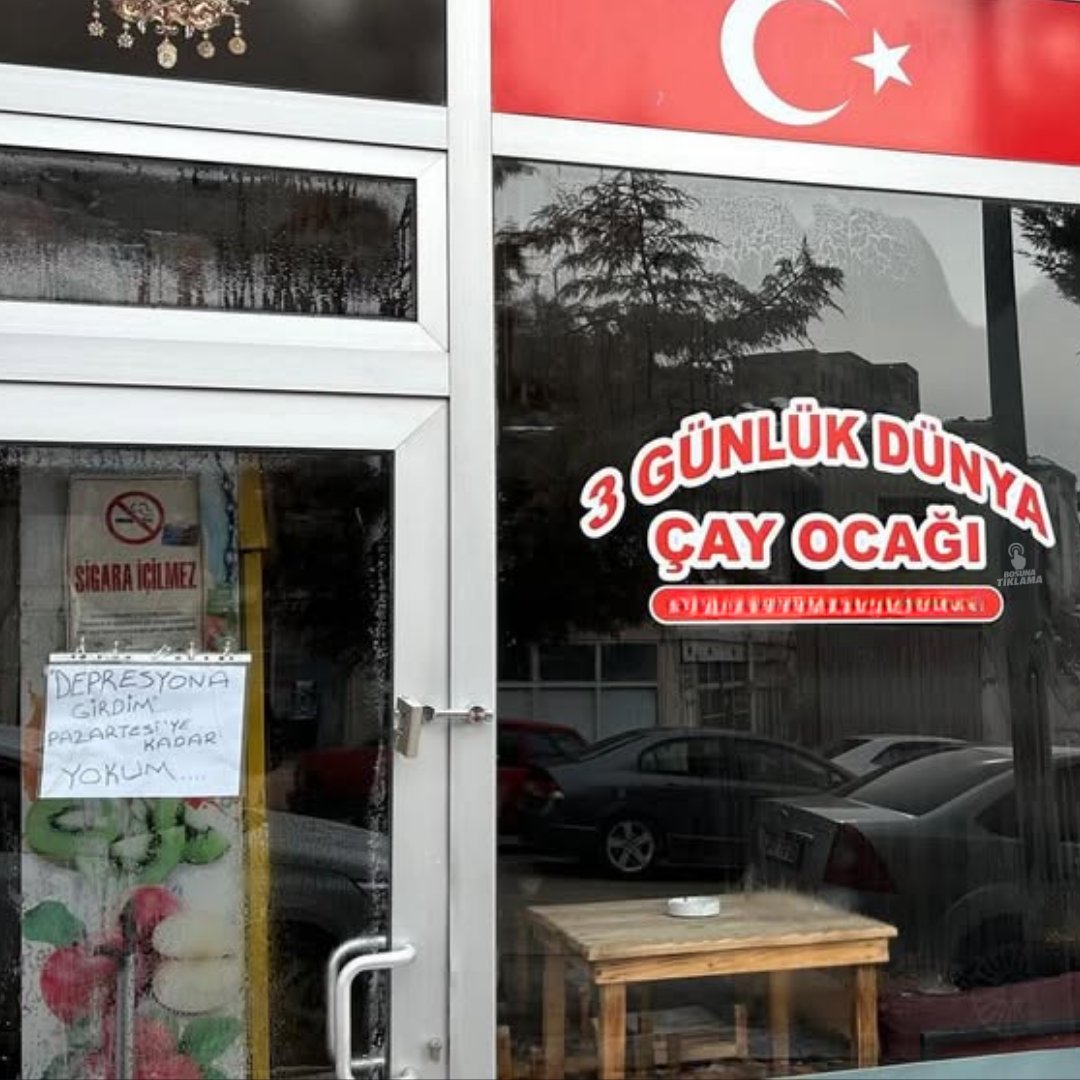 3 GÜNLÜK DÜNYA
ÇAY OCAĞI
BOŞUNA
TIKLAMA
SİGARA İÇİLMEZ
"DEPRESYONA
GİRDİM"....
PAZARTESİ'YE
KADAR
YOKUM....